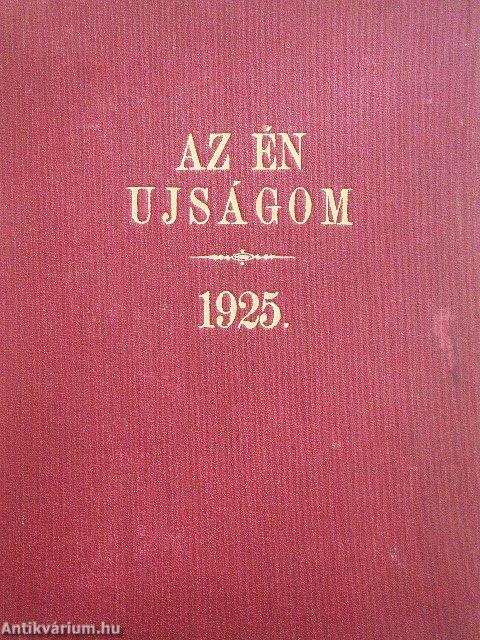 AZ ÉN
UJSÁGOM
1925.
Antikvárium.hu